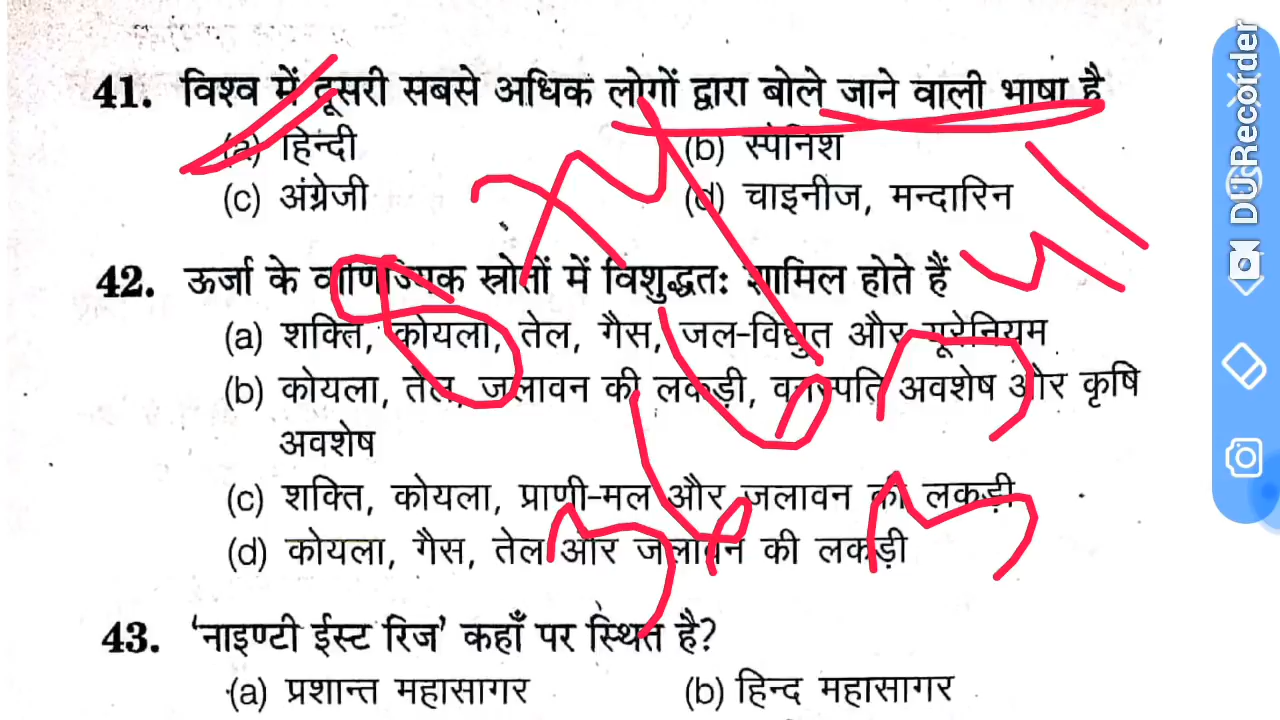 41. विश्व में दूसरी सबसे अधिक लोगों द्वारा बोले जाने वाली भाषा है
(a) हिन्दी (b) स्पेनिश
(c) अंग्रेजी (d) चाइनीज, मन्दारिन
42. ऊर्जा के वाणिज्यिक स्रोतों में विशुद्धतः शामिल होते हैं
(a) शक्ति, कोयला, तेल, गैस, जल-विद्युत और यूरेनियम
(b) कोयला, तेल, जलावन की लकड़ी, वनस्पति अवशेष और कृषि
अवशेष
(c) शक्ति, कोयला, प्राणी-मल और जलावन की लकड़ी
(d) कोयला, गैस, तेल और जलावन की लकड़ी
43. ‘नाइण्टी ईस्ट रिज’ कहाँ पर स्थित है?
(a) प्रशान्त महासागर (b) हिन्द महासागर
DU Recorder